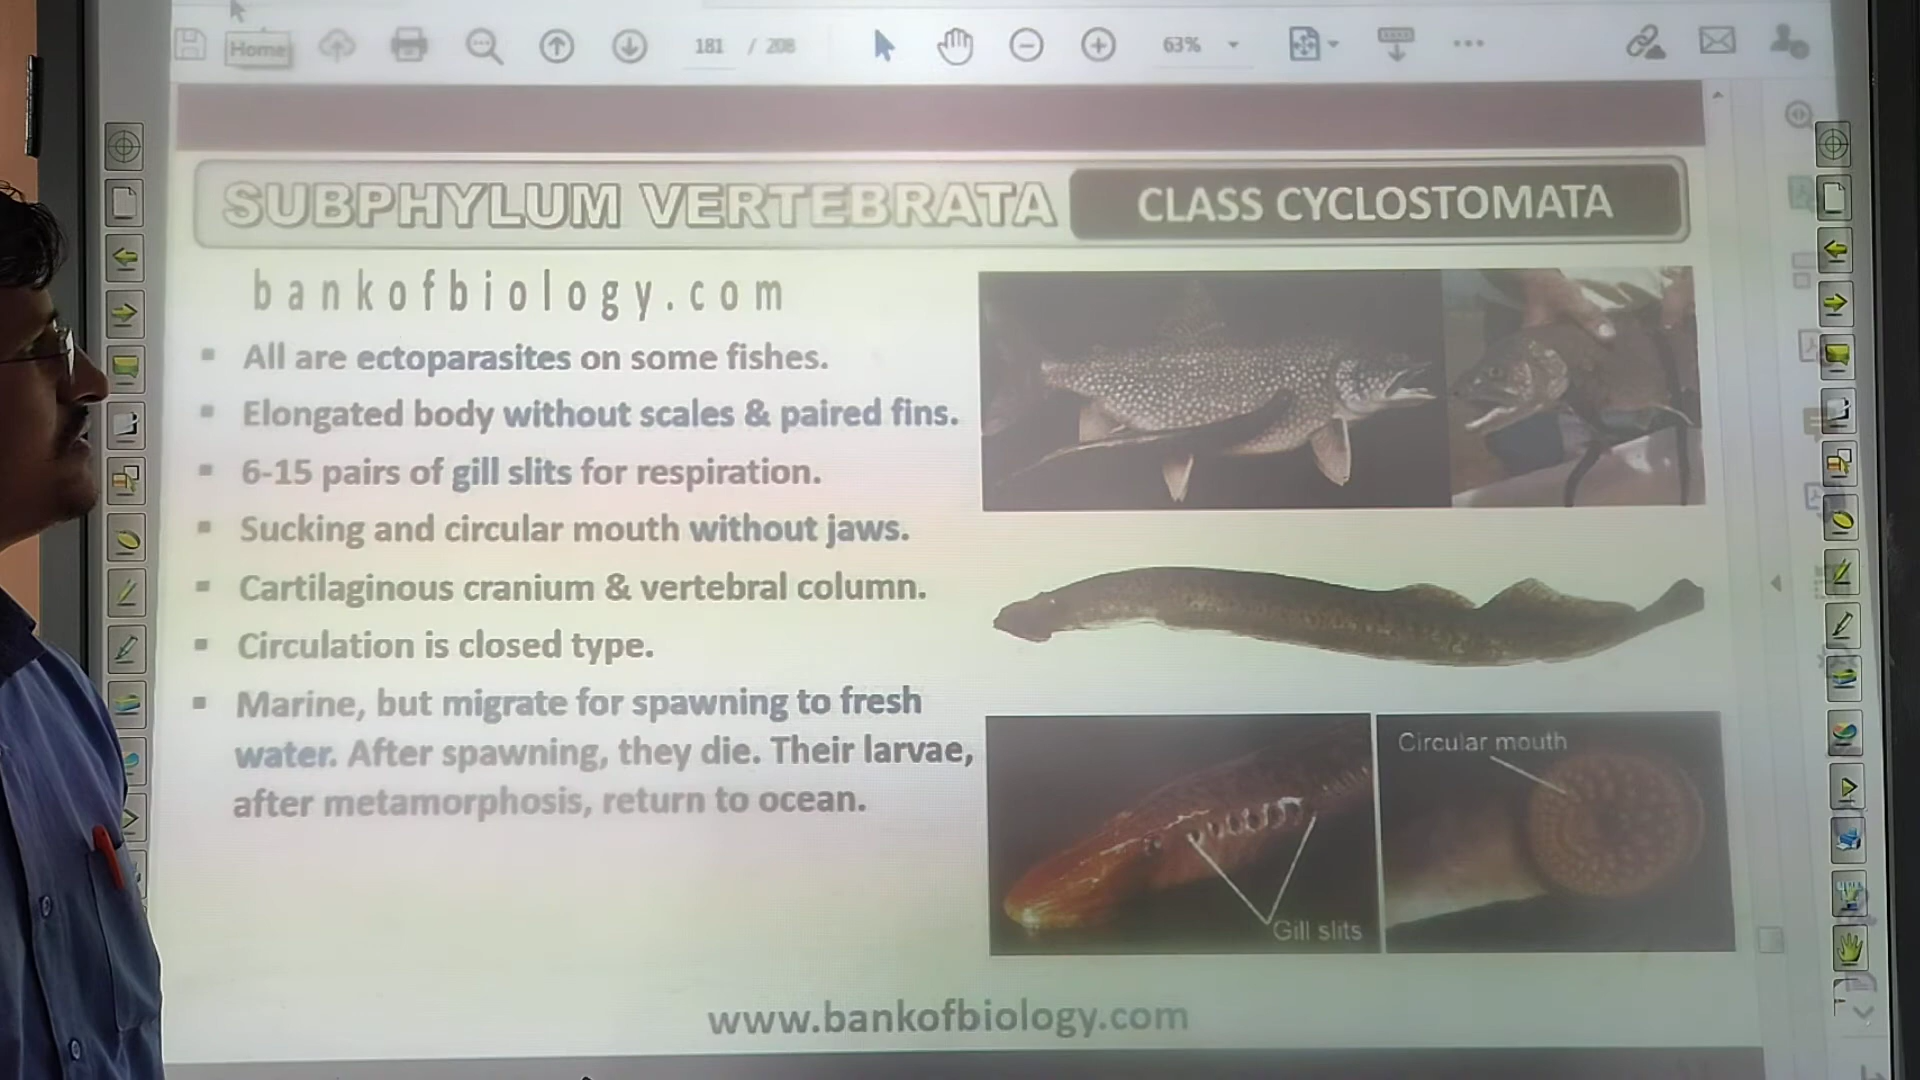 Home
181 / 208
63%
SUBPHYLUM VERTEBRATA
CLASS CYCLOSTOMATA
bankofbiology.com
▪ All are ectoparasites on some fishes.
▪ Elongated body without scales & paired fins.
▪ 6-15 pairs of gill slits for respiration.
▪ Sucking and circular mouth without jaws.
▪ Cartilaginous cranium & vertebral column.
▪ Circulation is closed type.
▪ Marine, but migrate for spawning to fresh
water. After spawning, they die. Their larvae,
after metamorphosis, return to ocean.
Gill slits
Circular mouth
www.bankofbiology.com